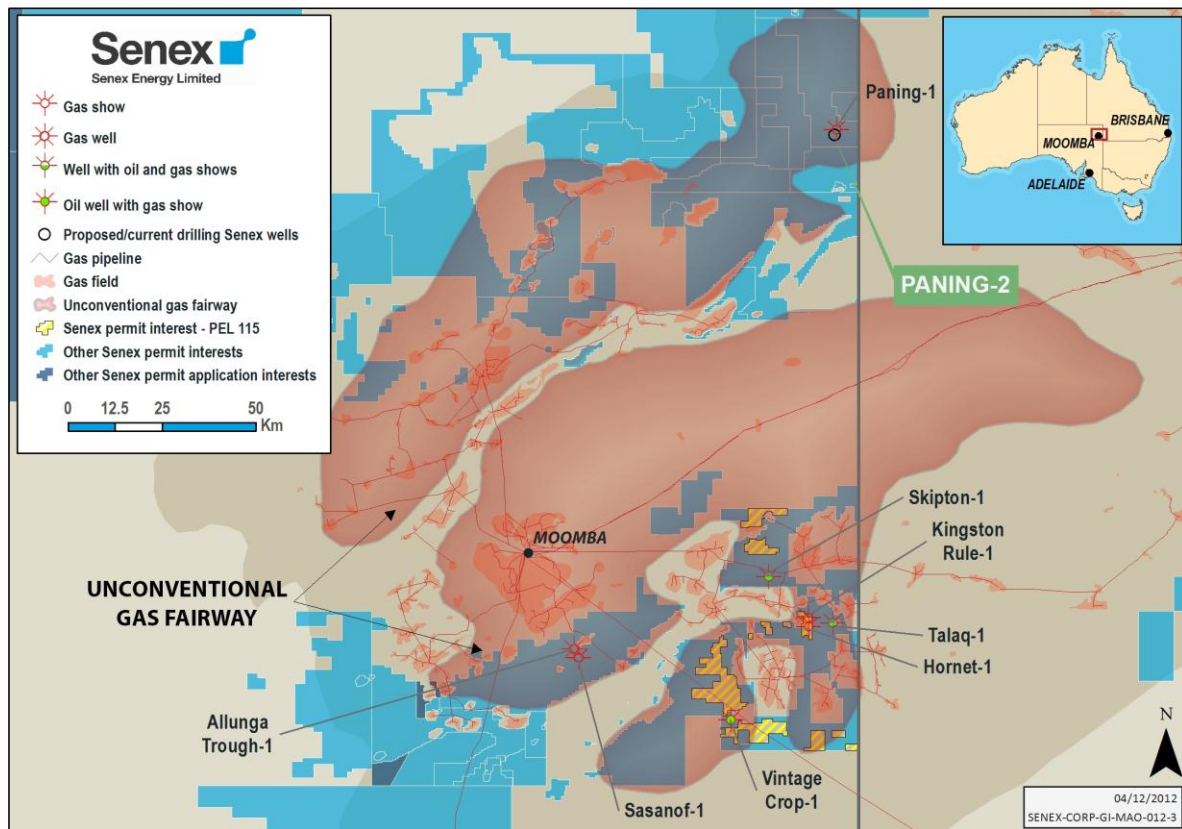 Senex
Senex Energy Limited
Gas show
Gas well
Well with oil and gas shows
Oil well with gas show
Proposed/current drilling Senex wells
Gas pipeline
Gas field
Unconventional gas fairway
Senex permit interest - PEL 115
Other Senex permit interests
Other Senex permit application interests
0 12.5 25 50
Km
Paning-1
BRISBANE
MOOMBA
ADELAIDE
PANING-2
Skipton-1
Kingston
Rule-1
MOOMBA
UNCONVENTIONAL
GAS FAIRWAY
Talaq-1
Hornet-1
Allunga
Trough-1
Sasanof-1
Vintage
Crop-1
N
04/12/2012
SENEX-CORP-GI-MAO-012-3